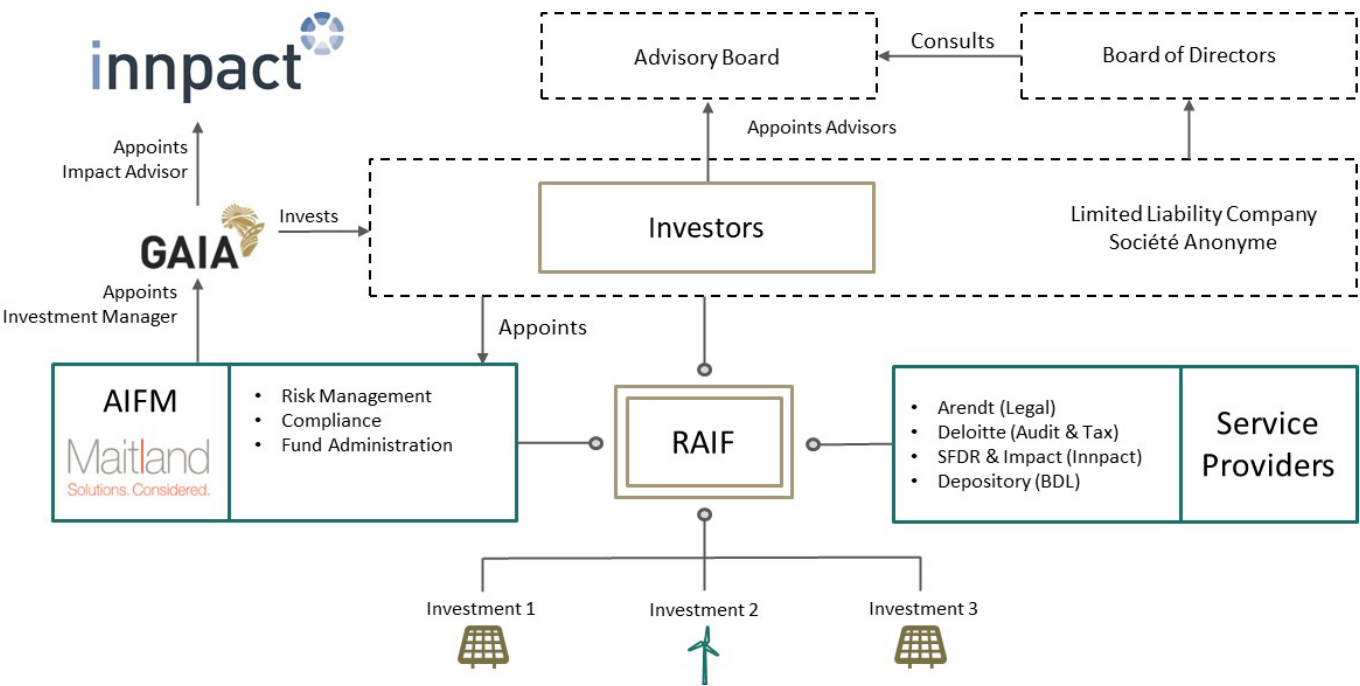 innpact
Advisory Board
Consults
Board of Directors
Appoints
Impact Advisor
Appoints Advisors
GAIA
Invests
Investors
Limited Liability Company
Société Anonyme
Appoints
Investment Manager
Appoints
AIFM
Maitland
Solutions. Considered.
• Risk Management
• Compliance
• Fund Administration
RAIF
• Arendt (Legal)
• Deloitte (Audit & Tax)
• SFDR & Impact (Innpact)
• Depository (BDL)
Service
Providers
Investment 1
Investment 2
Investment 3